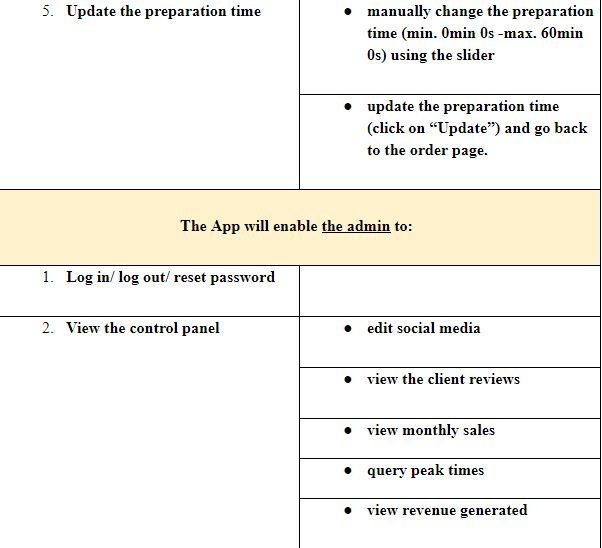 5. Update the preparation time
● manually change the preparation
time (min. 0min 0s -max. 60min
0s) using the slider
● update the preparation time
(click on “Update”) and go back
to the order page.
The App will enable the admin to:
1. Log in/ log out/ reset password
2. View the control panel
● edit social media
● view the client reviews
● view monthly sales
● query peak times
● view revenue generated